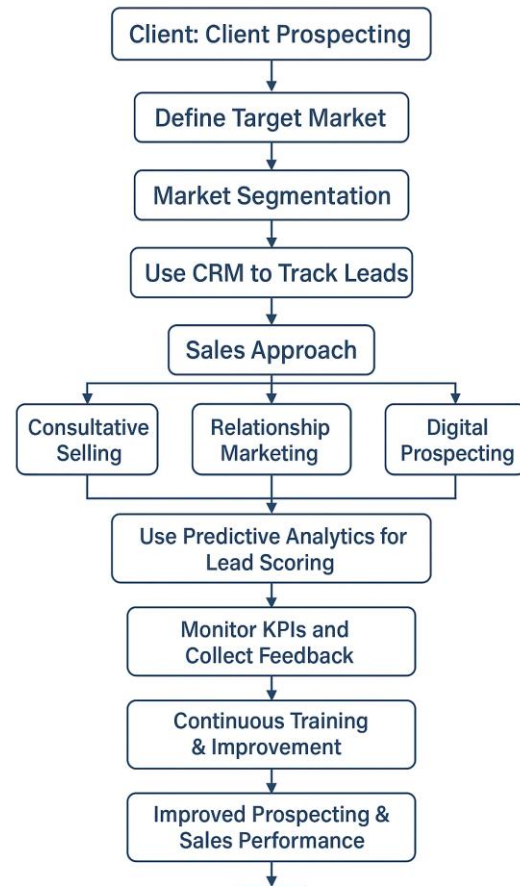 Client: Client Prospecting
Define Target Market
Market Segmentation
Use CRM to Track Leads
Sales Approach
Consultative
Selling
Relationship
Marketing
Digital
Prospecting
Use Predictive Analytics for
Lead Scoring
Monitor KPIs and
Collect Feedback
Continuous Training
& Improvement
Improved Prospecting &
Sales Performance